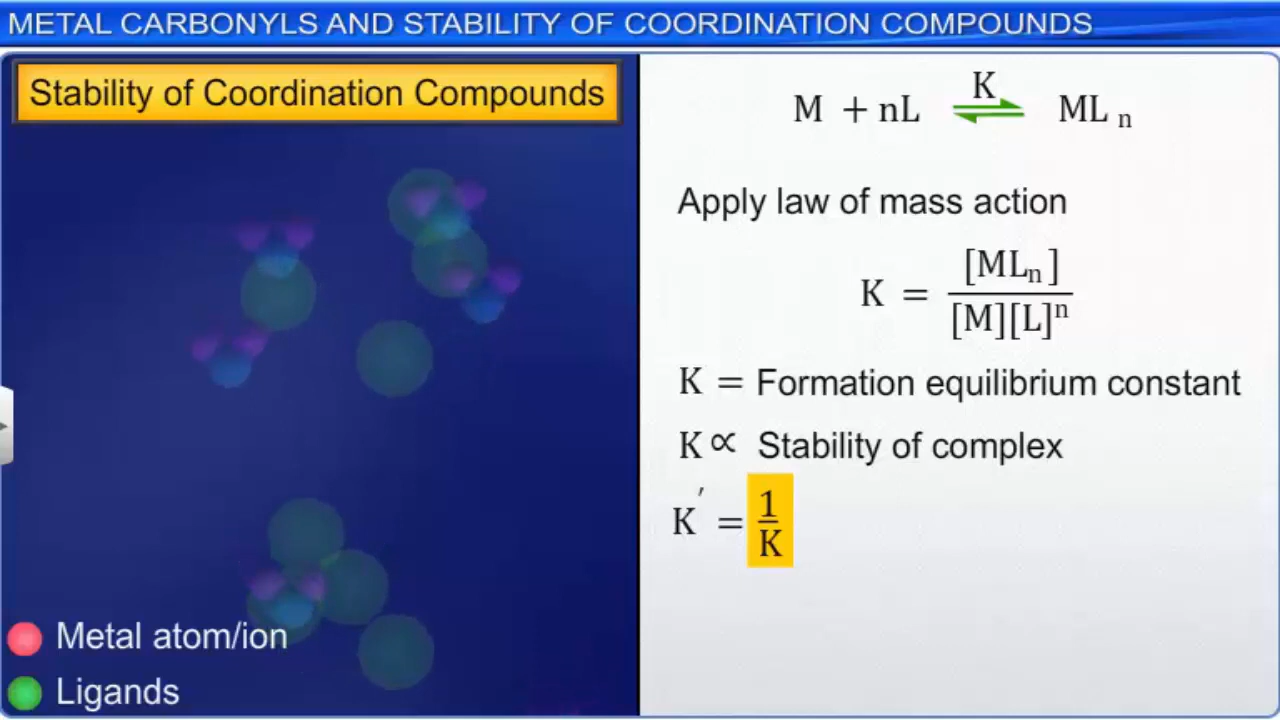 METAL CARBONYLS AND STABILITY OF COORDINATION COMPOUNDS
Stability of Coordination Compounds
Metal atom/ion
Ligands
M + nL ⇌ ML n
K
Apply law of mass action
K = [MLn] / [M][L]ⁿ
K = Formation equilibrium constant
K ∝ Stability of complex
K′ = 1/K